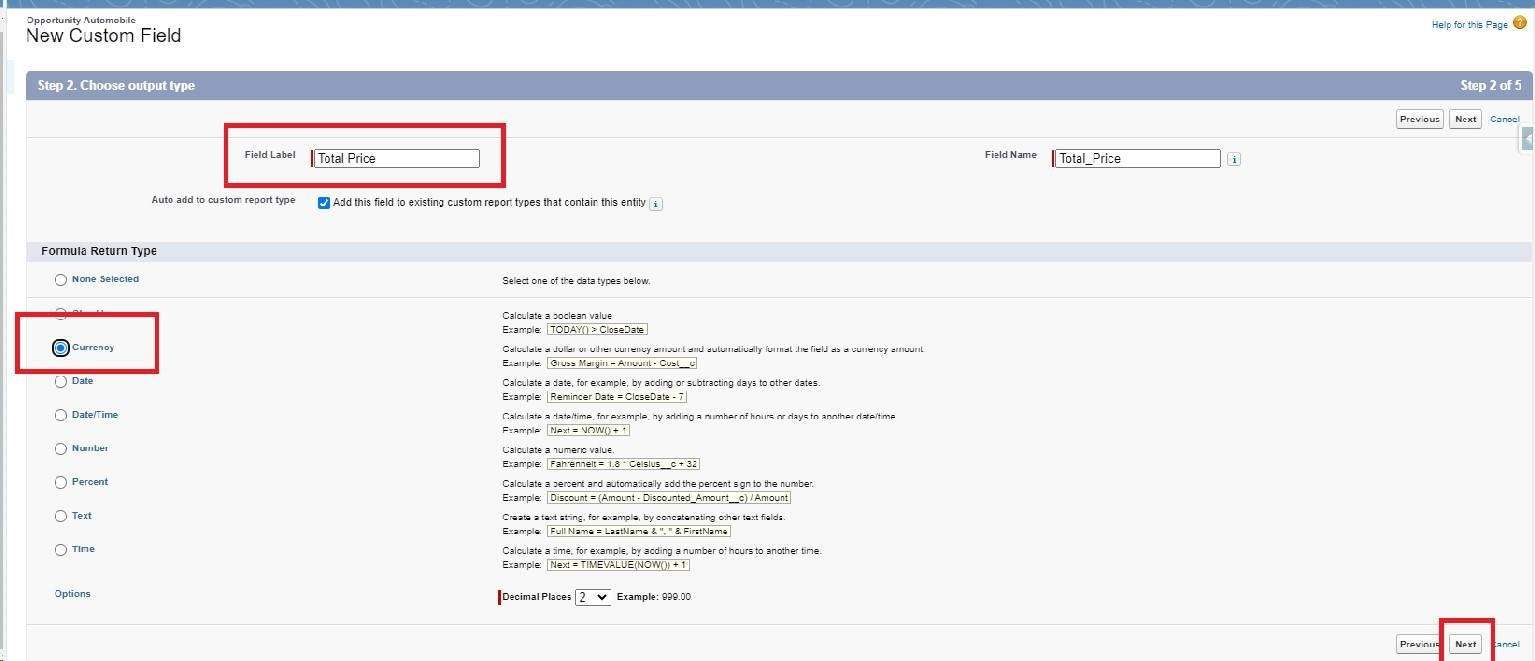 Opportunity Automobile
New Custom Field
Help for this Page
Step 2. Choose output type
Step 2 of 5
Previous Next Cancel
Field Label Total Price
Field Name Total_Price
Auto add to custom report type Add this field to existing custom report types that contain this entity
Formula Return Type
None Selected Select one of the data types below.
Calculate a boolean value
Example: TODAY() > CloseDate
Currency Calculate a dollar or other currency amount and automatically format the field as a currency amount.
Example: Gross Margin = Amount - Cost__c
Date Calculate a date, for example, by adding or subtracting days to other dates.
Example: Reminder Date = CloseDate - 7
Date/Time Calculate a date/time, for example, by adding a number of hours or days to another date/time.
Example: Next = NOW() + 1
Number Calculate a numeric value.
Example: Fahrenheit = 1.8 * Celsius__c + 32
Percent Calculate a percent and automatically add the percent sign to the number.
Example: Discount = (Amount - Discounted_Amount__c) / Amount
Text Create a text string, for example, by concatenating other text fields.
Example: Full Name = LastName & ", " & FirstName
Time Calculate a time, for example, by adding a number of hours to another time.
Example: Next = TIMEVALUE(NOW()) + 1
Options Decimal Places 2 Example: 999.00
Previous Next Cancel